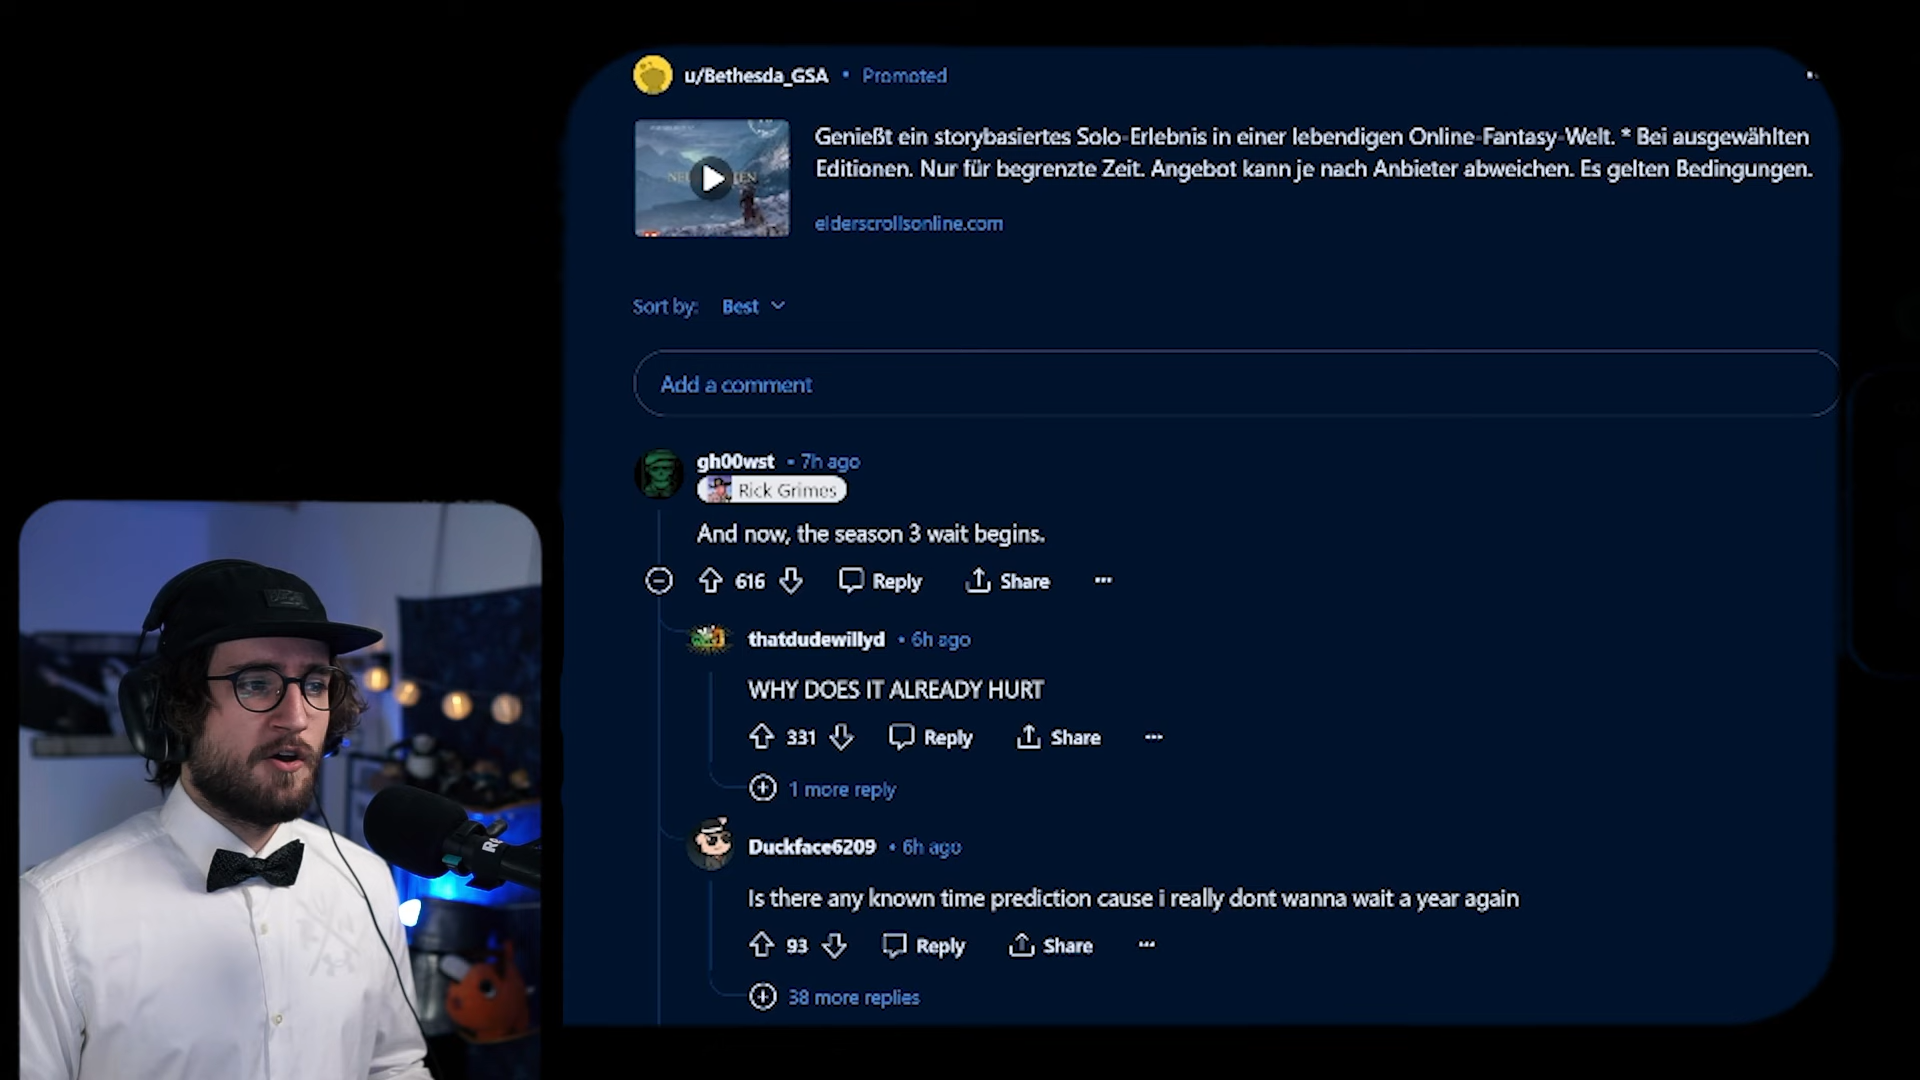 u/Bethesda_GSA • Promoted
Genießt ein storybasiertes Solo-Erlebnis in einer lebendigen Online-Fantasy-Welt. * Bei ausgewählten
Editionen. Nur für begrenzte Zeit. Angebot kann je nach Anbieter abweichen. Es gelten Bedingungen.
elderscrollsonline.com
Sort by: Best
Add a comment
gh00wst • 7h ago
Rick Grimes
And now, the season 3 wait begins.
616 Reply Share
thatdudewillyd • 6h ago
WHY DOES IT ALREADY HURT
331 Reply Share
1 more reply
Duckface6209 • 6h ago
Is there any known time prediction cause i really dont wanna wait a year again
93 Reply Share
38 more replies